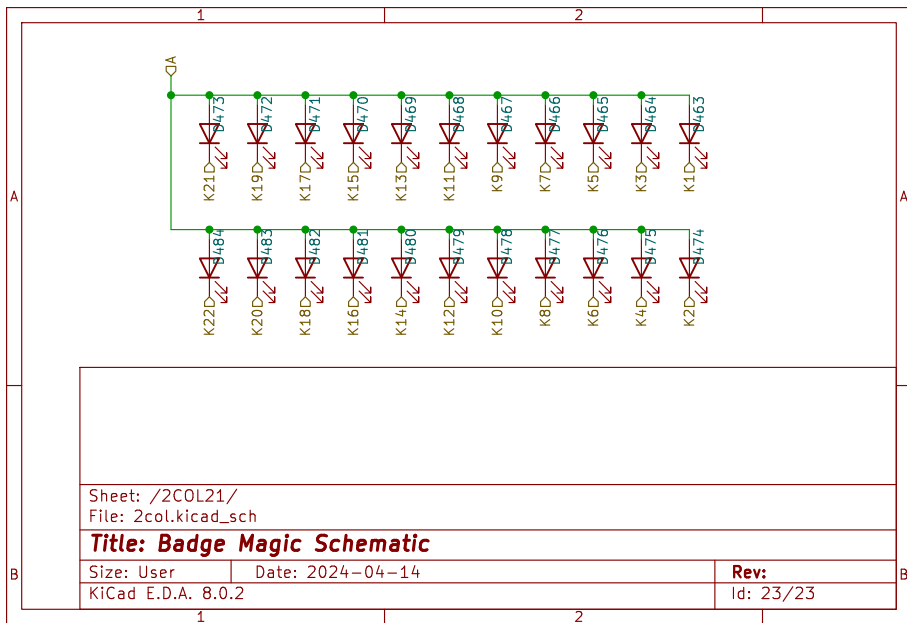 1 2
A
D473 D472 D471 D470 D469 D468 D467 D466 D465 D464 D463
K21 K19 K17 K15 K13 K11 K9 K7 K5 K3 K1
A A
D484 D483 D482 D481 D480 D479 D478 D477 D476 D475 D474
K22 K20 K18 K16 K14 K12 K10 K8 K6 K4 K2
Sheet: /2COL21/
File: 2col.kicad_sch
Title: Badge Magic Schematic
B B
Size: User Date: 2024-04-14 Rev:
KiCad E.D.A. 8.0.2 Id: 23/23
1 2